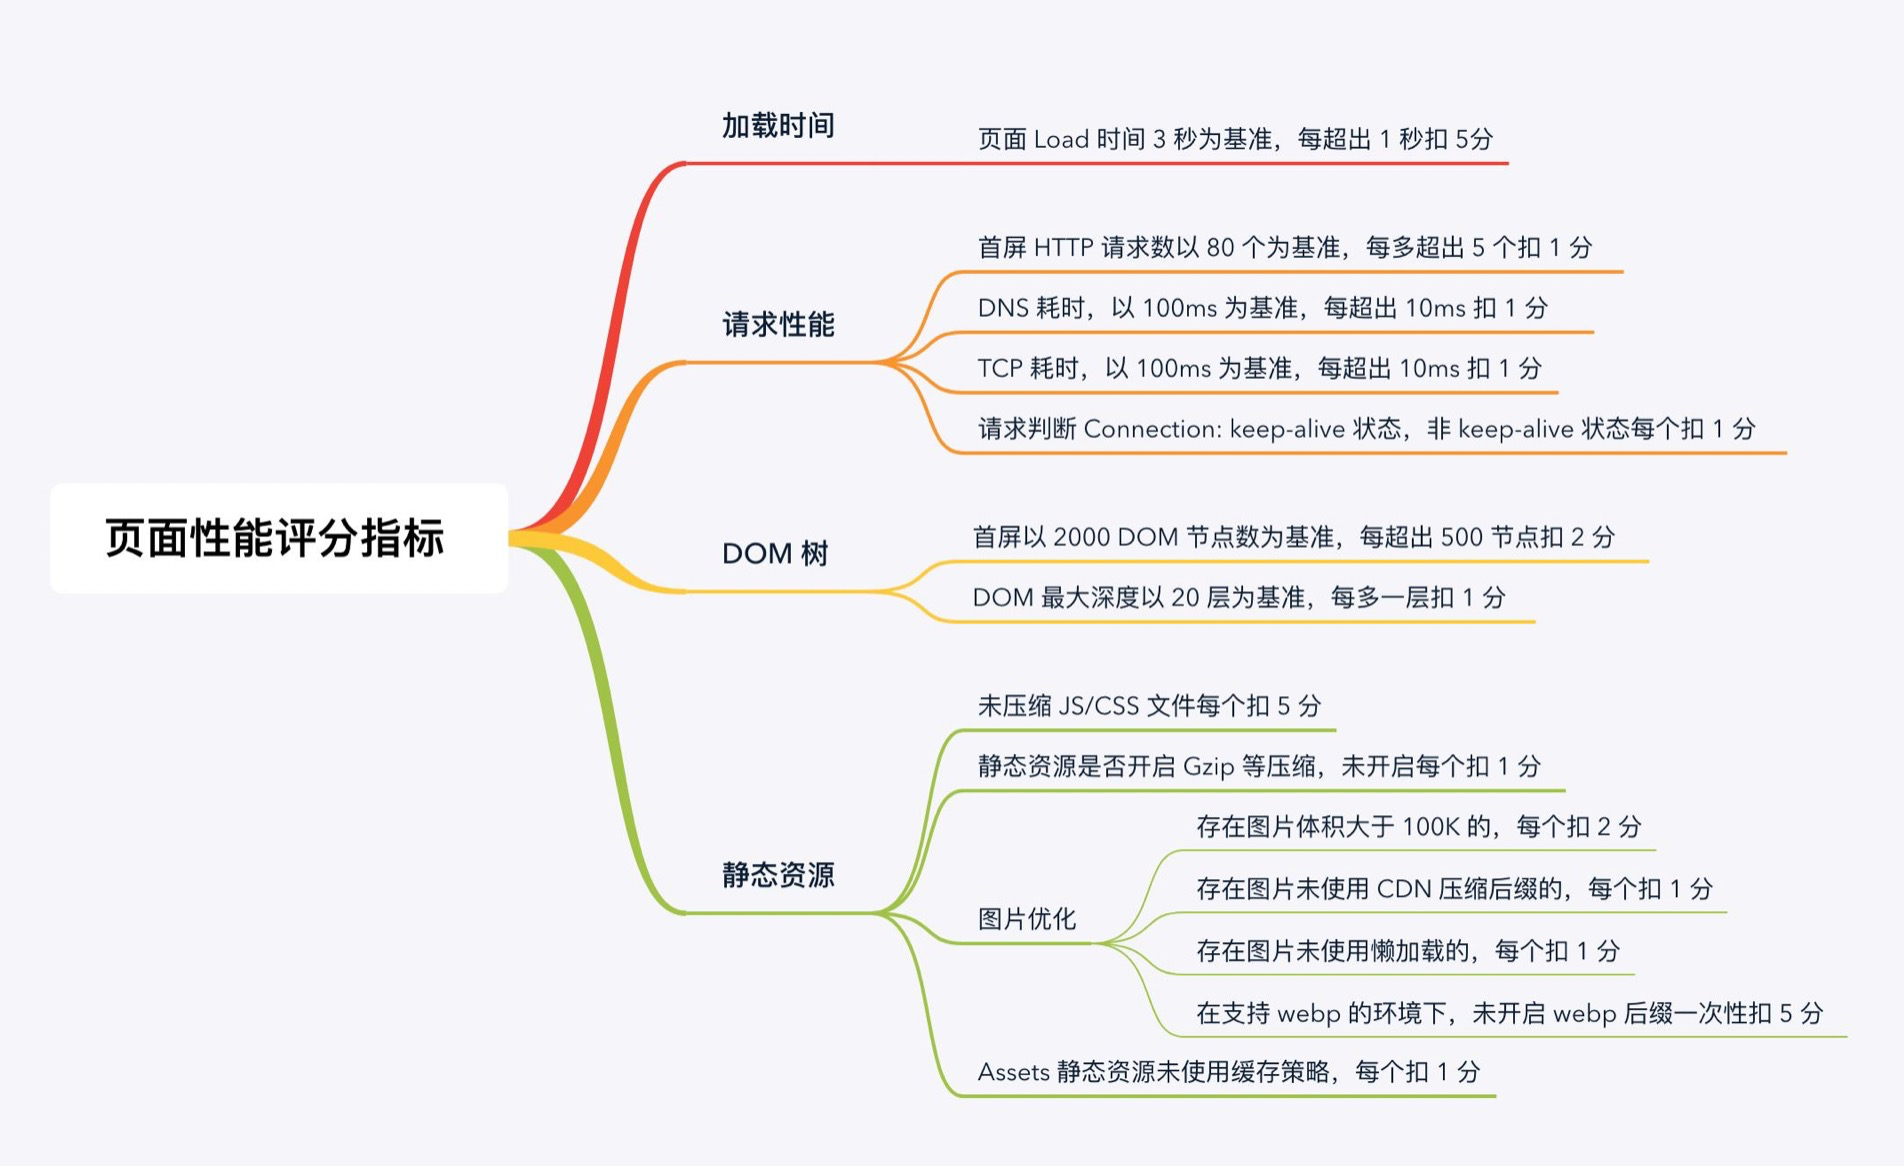 页面性能评分指标
加载时间
页面 Load 时间 3 秒为基准，每超出 1 秒扣 5分
请求性能
首屏 HTTP 请求数以 80 个为基准，每多超出 5 个扣 1 分
DNS 耗时，以 100ms 为基准，每超出 10ms 扣 1 分
TCP 耗时，以 100ms 为基准，每超出 10ms 扣 1 分
请求判断 Connection: keep-alive 状态，非 keep-alive 状态每个扣 1 分
DOM 树
首屏以 2000 DOM 节点数为基准，每超出 500 节点扣 2 分
DOM 最大深度以 20 层为基准，每多一层扣 1 分
静态资源
未压缩 JS/CSS 文件每个扣 5 分
静态资源是否开启 Gzip 等压缩，未开启每个扣 1 分
图片优化
存在图片体积大于 100K 的，每个扣 2 分
存在图片未使用 CDN 压缩后缀的，每个扣 1 分
存在图片未使用懒加载的，每个扣 1 分
在支持 webp 的环境下，未开启 webp 后缀一次性扣 5 分
Assets 静态资源未使用缓存策略，每个扣 1 分